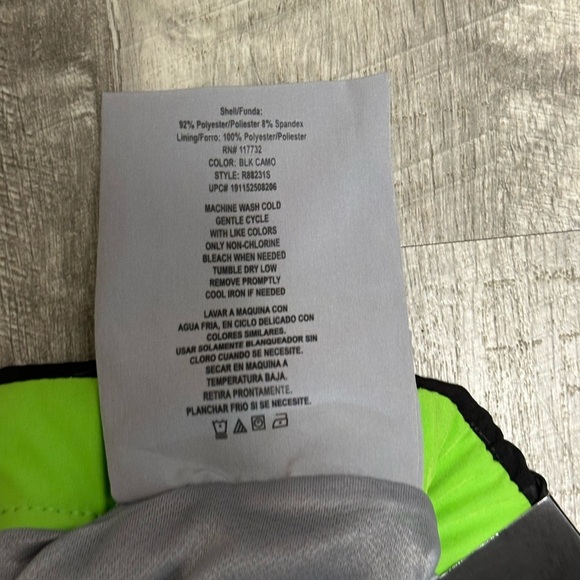 Shell/Funda:
92% Polyester/Poliester 8% Spandex
Lining/Forro: 100% Polyester/Poliester
RN# 117732
COLOR: BLK CAMO
STYLE: R88231S
UPC# 191152508206
MACHINE WASH COLD
GENTLE CYCLE
WITH LIKE COLORS
ONLY NON-CHLORINE
BLEACH WHEN NEEDED
TUMBLE DRY LOW
REMOVE PROMPTLY
COOL IRON IF NEEDED
LAVAR A MAQUINA CON
AGUA FRIA, EN CICLO DELICADO CON
COLORES SIMILARES.
USAR SOLAMENTE BLANQUEADOR SIN
CLORO CUANDO SE NECESITE.
SECAR EN MAQUINA A
TEMPERATURA BAJA.
RETIRA PRONTAMENTE.
PLANCHAR FRIO SI SE NECESITE.